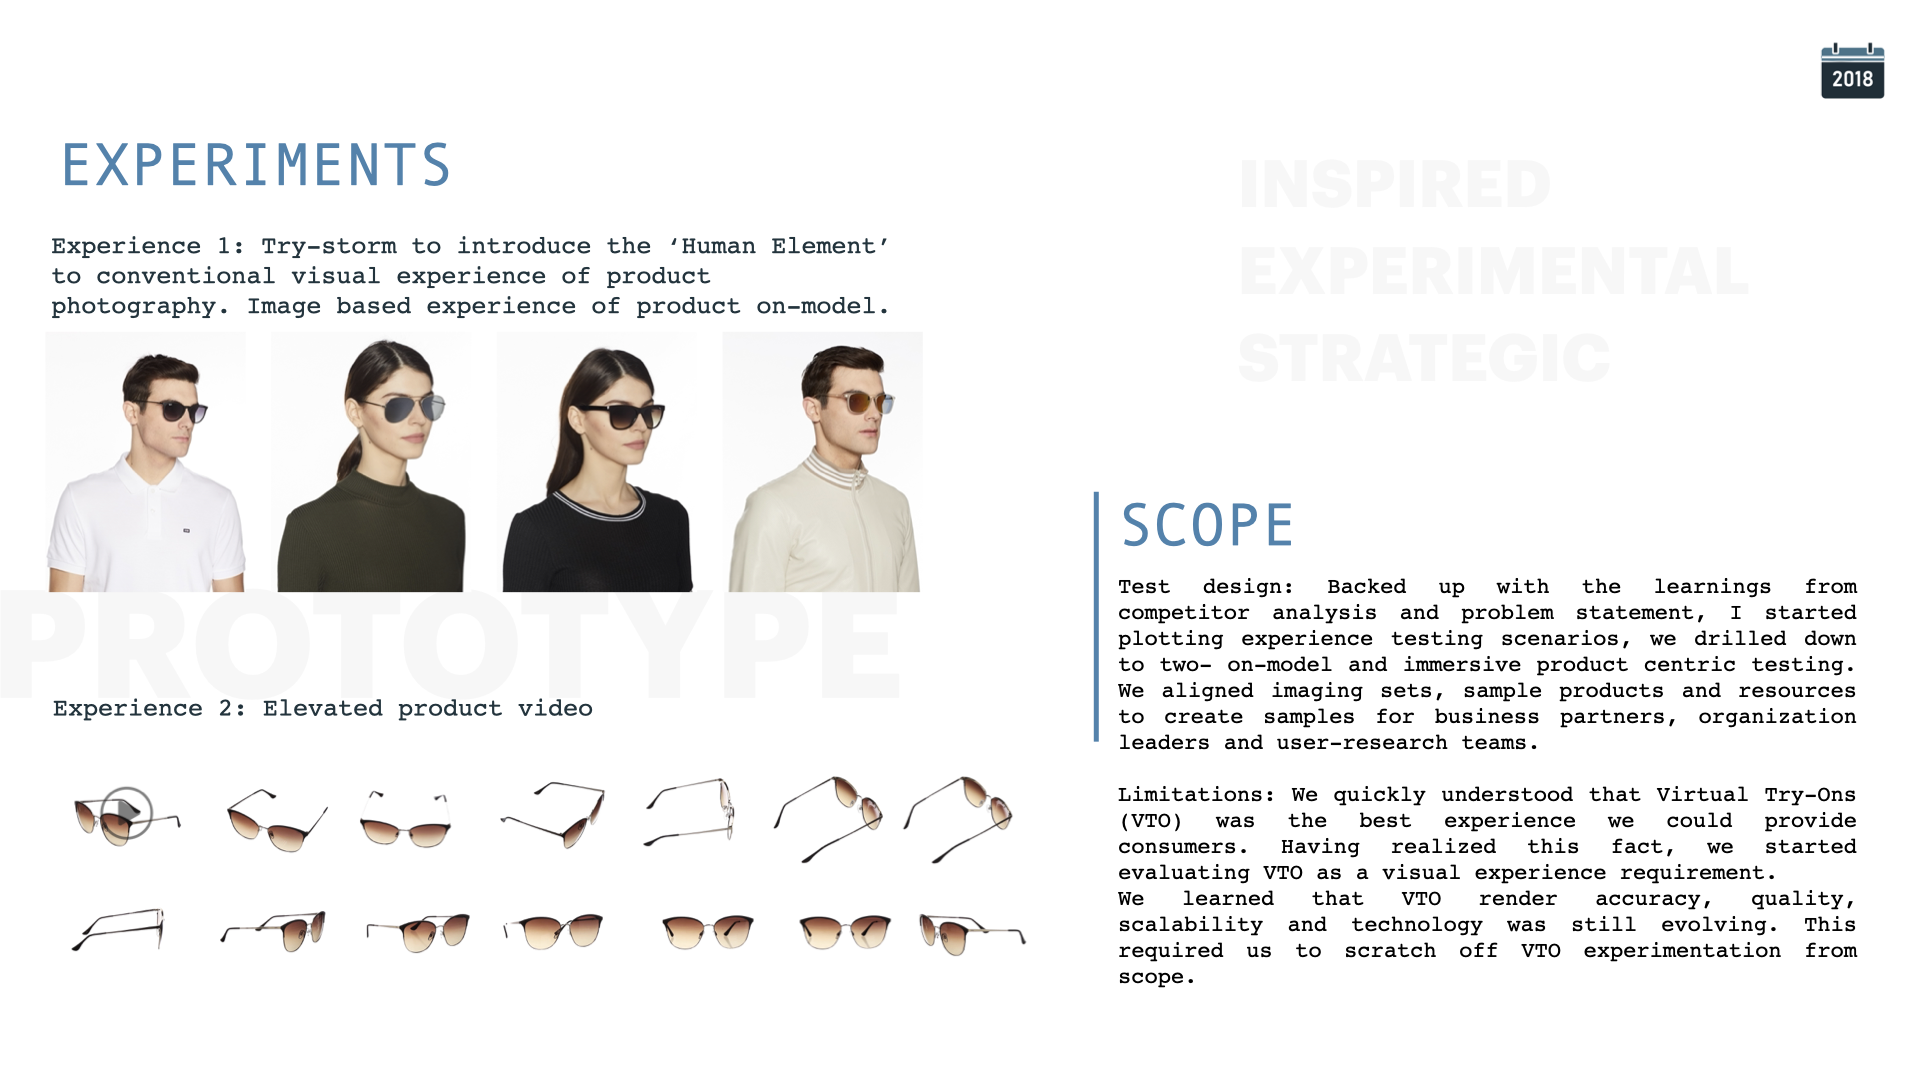 2018
EXPERIMENTS
Experience 1: Try-storm to introduce the ‘Human Element’
to conventional visual experience of product
photography. Image based experience of product on-model.
PROTOTYPE
Experience 2: Elevated product video
INSPIRED
EXPERIMENTAL
STRATEGIC
SCOPE
Test design: Backed up with the learnings from
competitor analysis and problem statement, I started
plotting experience testing scenarios, we drilled down
to two- on-model and immersive product centric testing.
We aligned imaging sets, sample products and resources
to create samples for business partners, organization
leaders and user-research teams.
Limitations: We quickly understood that Virtual Try-Ons
(VTO) was the best experience we could provide
consumers. Having realized this fact, we started
evaluating VTO as a visual experience requirement.
We learned that VTO render accuracy, quality,
scalability and technology was still evolving. This
required us to scratch off VTO experimentation from
scope.